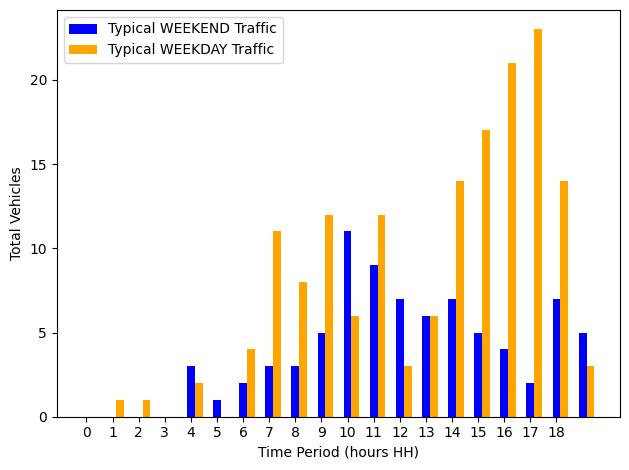 Typical WEEKEND Traffic
Typical WEEKDAY Traffic
20
15
10
5
0
Total Vehicles
0 1 2 3 4 5 6 7 8 9 10 11 12 13 14 15 16 17 18
Time Period (hours HH)